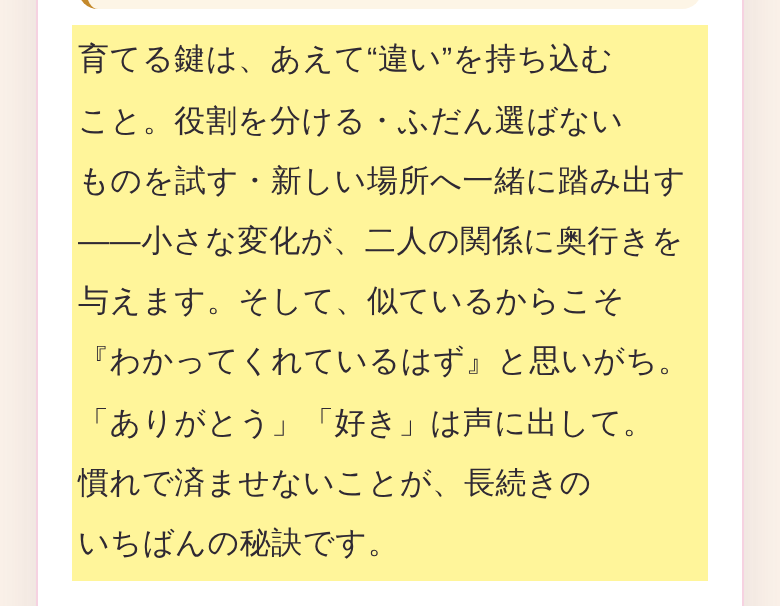 育てる鍵は、あえて“違い”を持ち込む
こと。役割を分ける・ふだん選ばない
ものを試す・新しい場所へ一緒に踏み出す
——小さな変化が、二人の関係に奥行きを
与えます。そして、似ているからこそ
『わかってくれているはず』と思いがち。
「ありがとう」「好き」は声に出して。
慣れで済ませないことが、長続きの
いちばんの秘訣です。